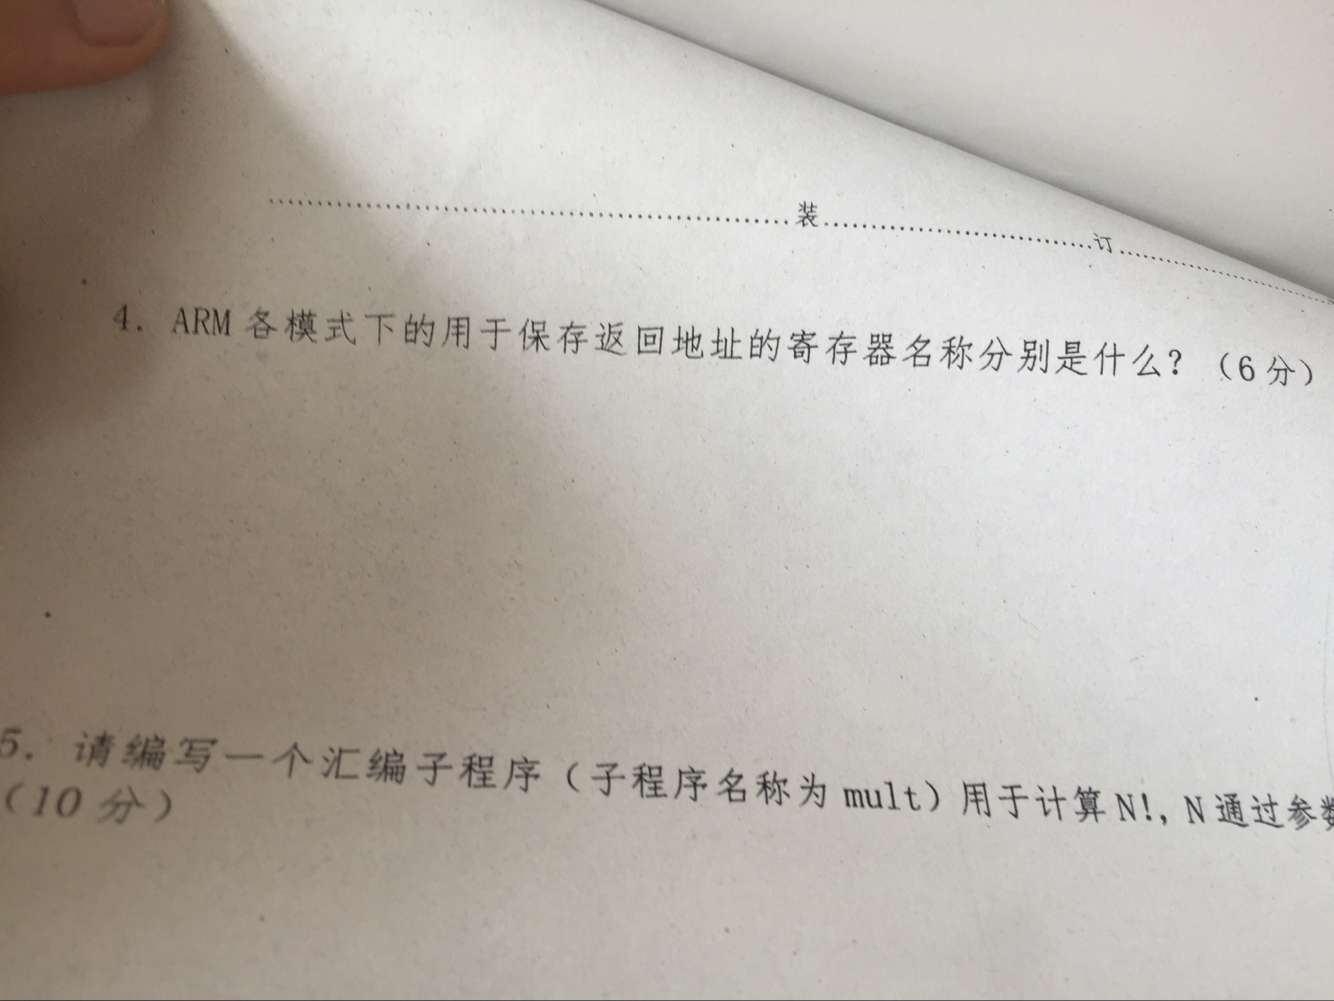 装 订
4. ARM 各模式下的用于保存返回地址的寄存器名称分别是什么? (6 分)
5. 请编写一个汇编子程序 (子程序名称为 mult) 用于计算 N!, N 通过参数
(10 分)